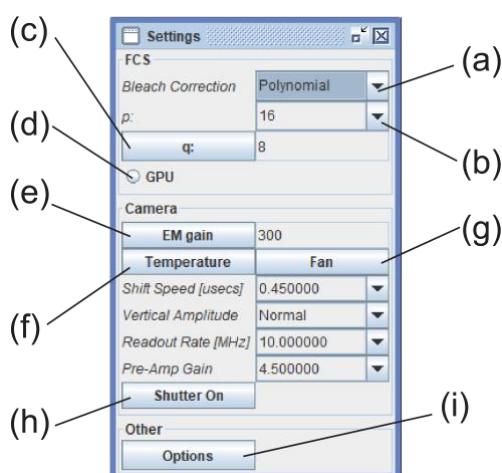 Settings
FCS
Bleach Correction Polynomial
p: 16
q: 8
GPU
Camera
EM gain 300
Temperature Fan
Shift Speed [usecs] 0.450000
Vertical Amplitude Normal
Readout Rate [MHz] 10.000000
Pre-Amp Gain 4.500000
Shutter On
Other
Options
(a)
(b)
(c)
(d)
(e)
(f)
(g)
(h)
(i)